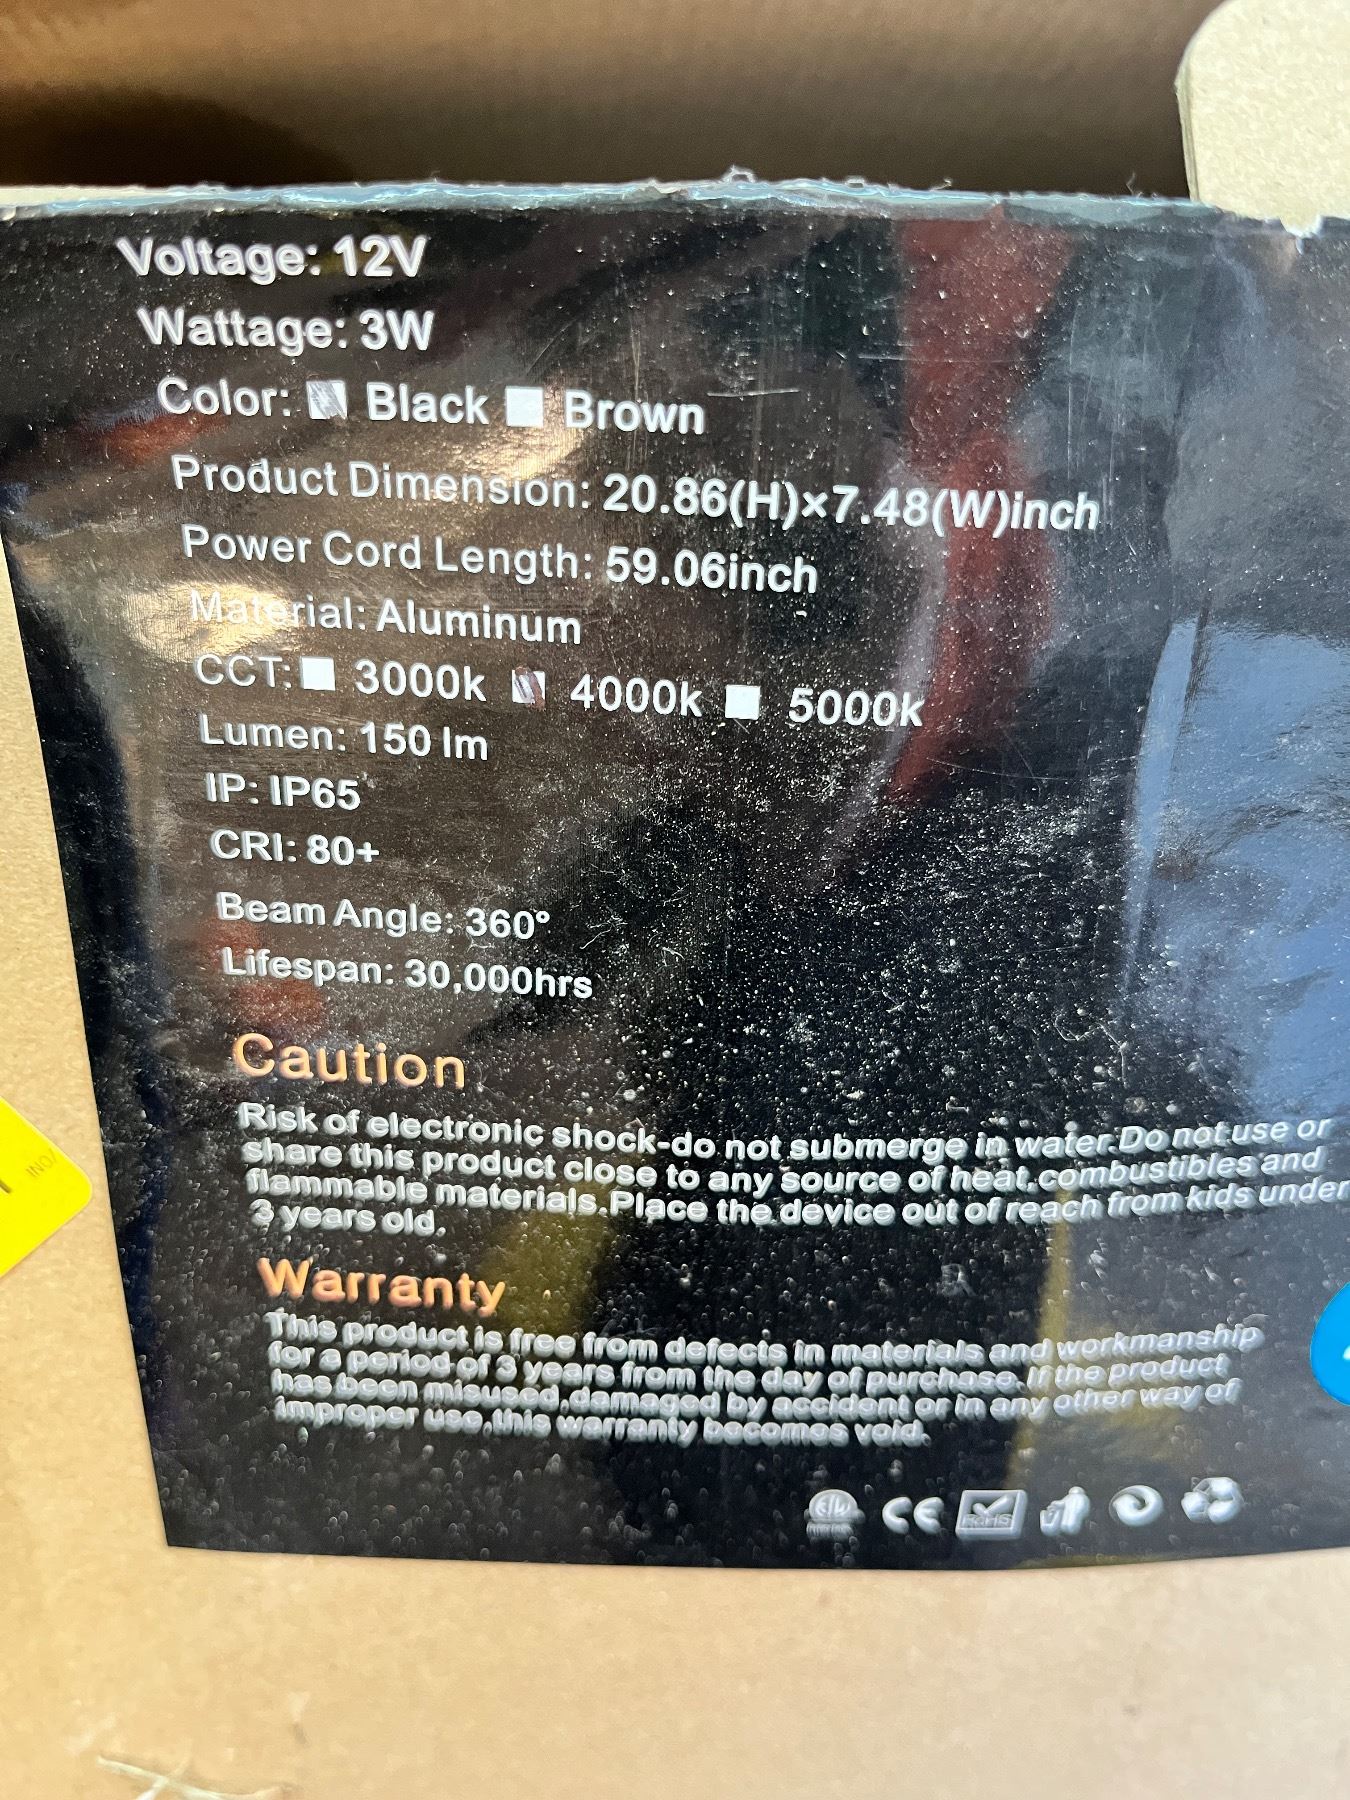 Voltage: 12V
Wattage: 3W
Color: Black Brown
Product Dimension: 20.86(H)×7.48(W)inch
Power Cord Length: 59.06inch
Material: Aluminum
CCT: 3000k 4000k 5000k
Lumen: 150 lm
IP: IP65
CRI: 80+
Beam Angle: 360°
Lifespan: 30,000hrs
Caution
Risk of electronic shock-do not submerge in water.Do not use or
share this product close to any source of heat,combustibles and
flammable materials.Place the device out of reach from kids under
3 years old.
Warranty
This product is free from defects in materials and workmanship
for a period of 3 years from the day of purchase. If the product
has been misused,damaged by accident or in any other way of
improper use,this warranty becomes void.
CE RoHS